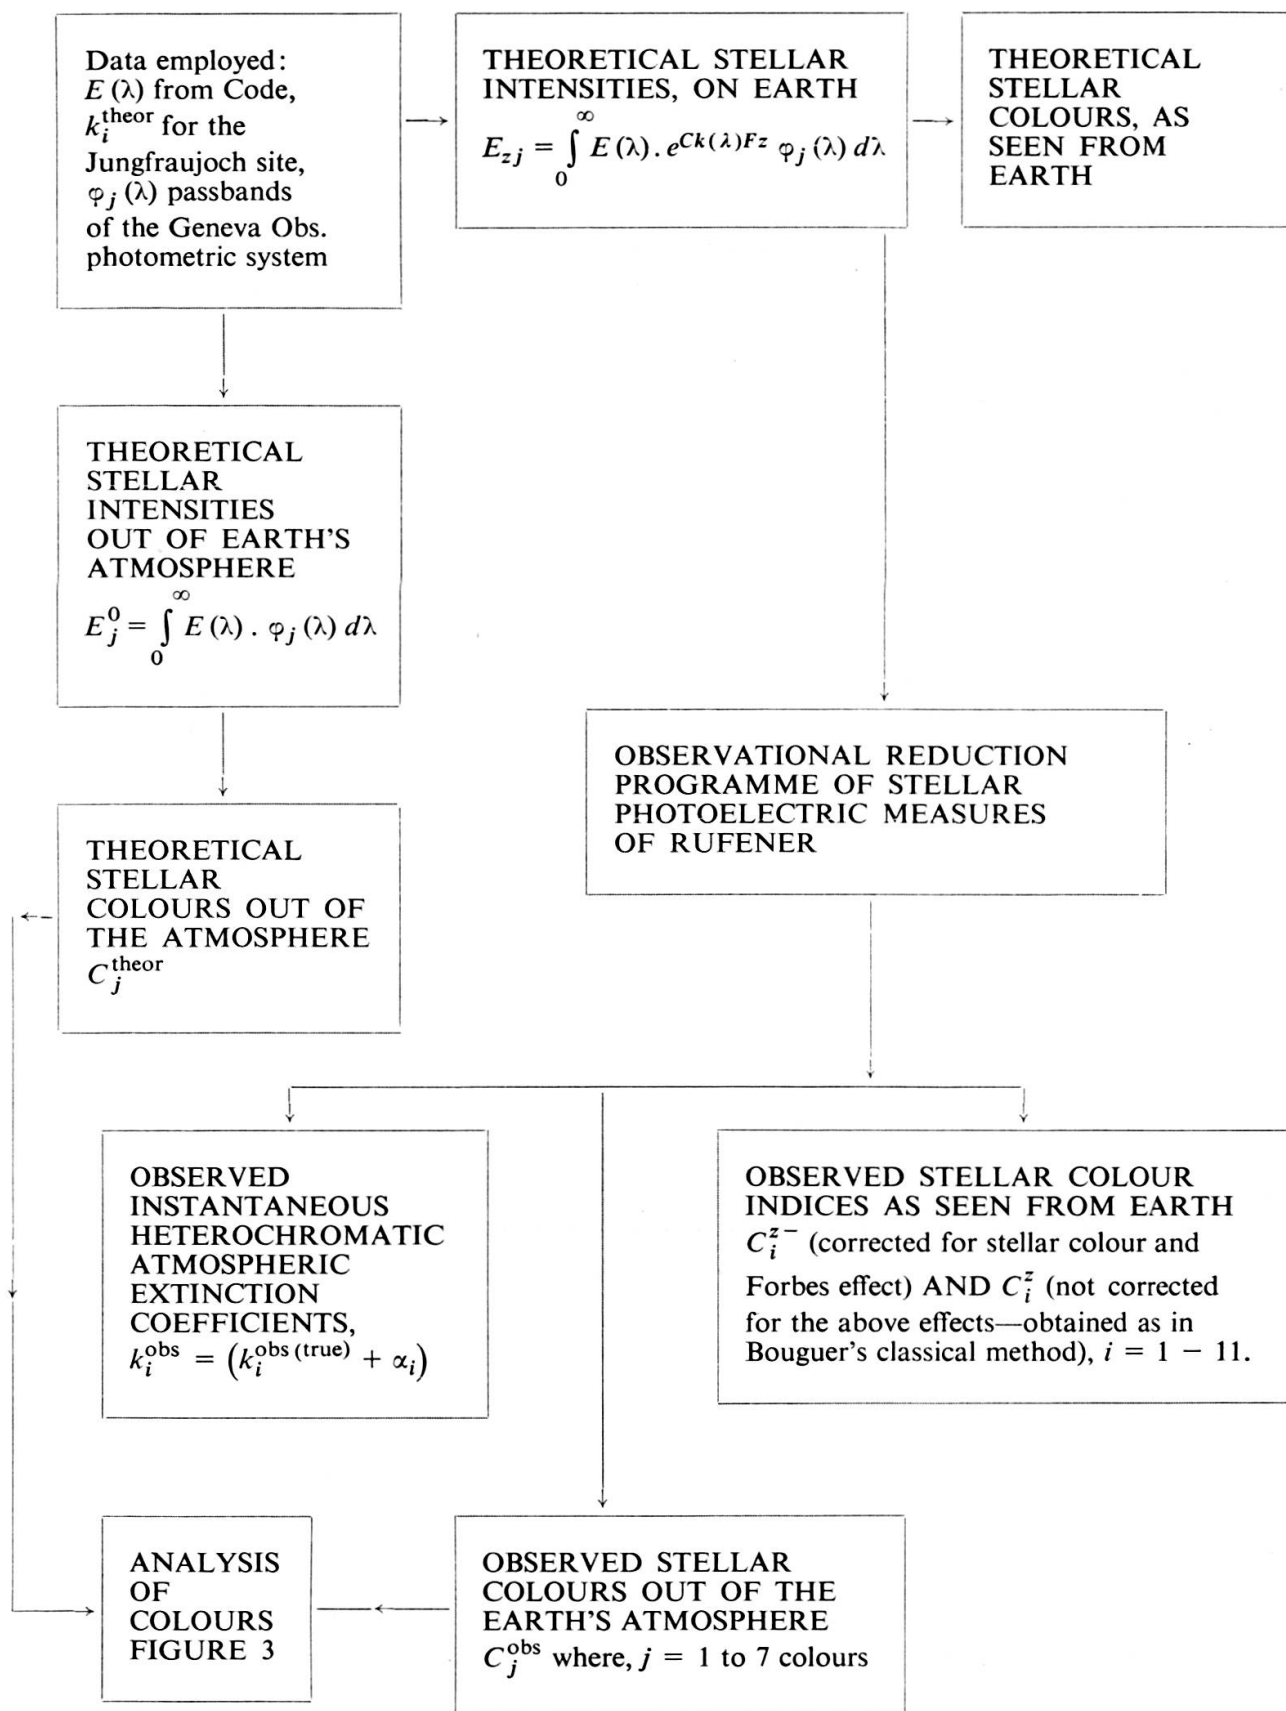 Data employed:
E (λ) from Code,
k_i^theor for the
Jungfraujoch site,
φ_j (λ) passbands
of the Geneva Obs.
photometric system
THEORETICAL STELLAR
INTENSITIES, ON EARTH
E_zj = ∫_0^∞ E (λ) . e^{Ck(λ)Fz} φ_j (λ) dλ
THEORETICAL
STELLAR
COLOURS, AS
SEEN FROM
EARTH
THEORETICAL
STELLAR
INTENSITIES
OUT OF EARTH'S
ATMOSPHERE
E_j^0 = ∫_0^∞ E (λ) . φ_j (λ) dλ
OBSERVATIONAL REDUCTION
PROGRAMME OF STELLAR
PHOTOELECTRIC MEASURES
OF RUFENER
THEORETICAL
STELLAR
COLOURS OUT OF
THE ATMOSPHERE
C_j^theor
OBSERVED
INSTANTANEOUS
HETEROCHROMATIC
ATMOSPHERIC
EXTINCTION
COEFFICIENTS,
k_i^obs = (k_i^obs (true) + α_i)
OBSERVED STELLAR COLOUR
INDICES AS SEEN FROM EARTH
C_i^{z−} (corrected for stellar colour and
Forbes effect) AND C_i^z (not corrected
for the above effects—obtained as in
Bouguer's classical method), i = 1 − 11.
ANALYSIS
OF
COLOURS
FIGURE 3
OBSERVED STELLAR
COLOURS OUT OF THE
EARTH'S ATMOSPHERE
C_j^obs where, j = 1 to 7 colours